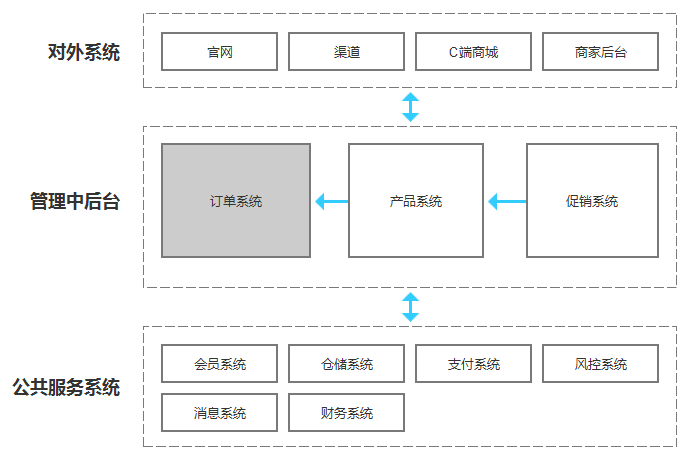 对外系统
官网
渠道
C端商城
商家后台
管理中后台
订单系统
产品系统
促销系统
公共服务系统
会员系统
仓储系统
支付系统
风控系统
消息系统
财务系统